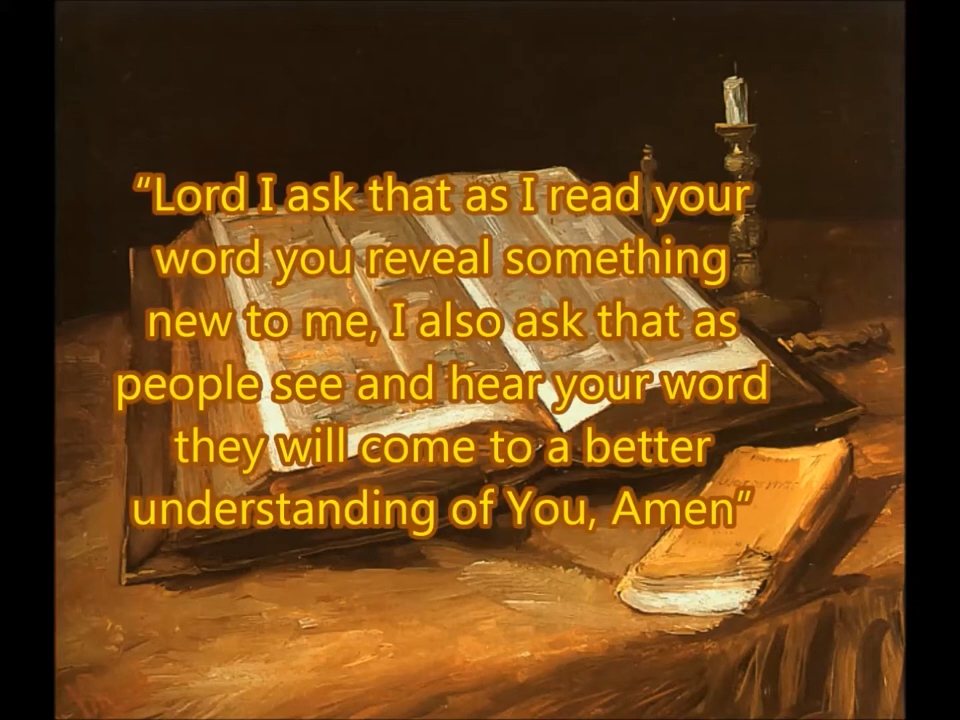 “Lord I ask that as I read your
word you reveal something
new to me, I also ask that as
people see and hear your word
they will come to a better
understanding of You, Amen”